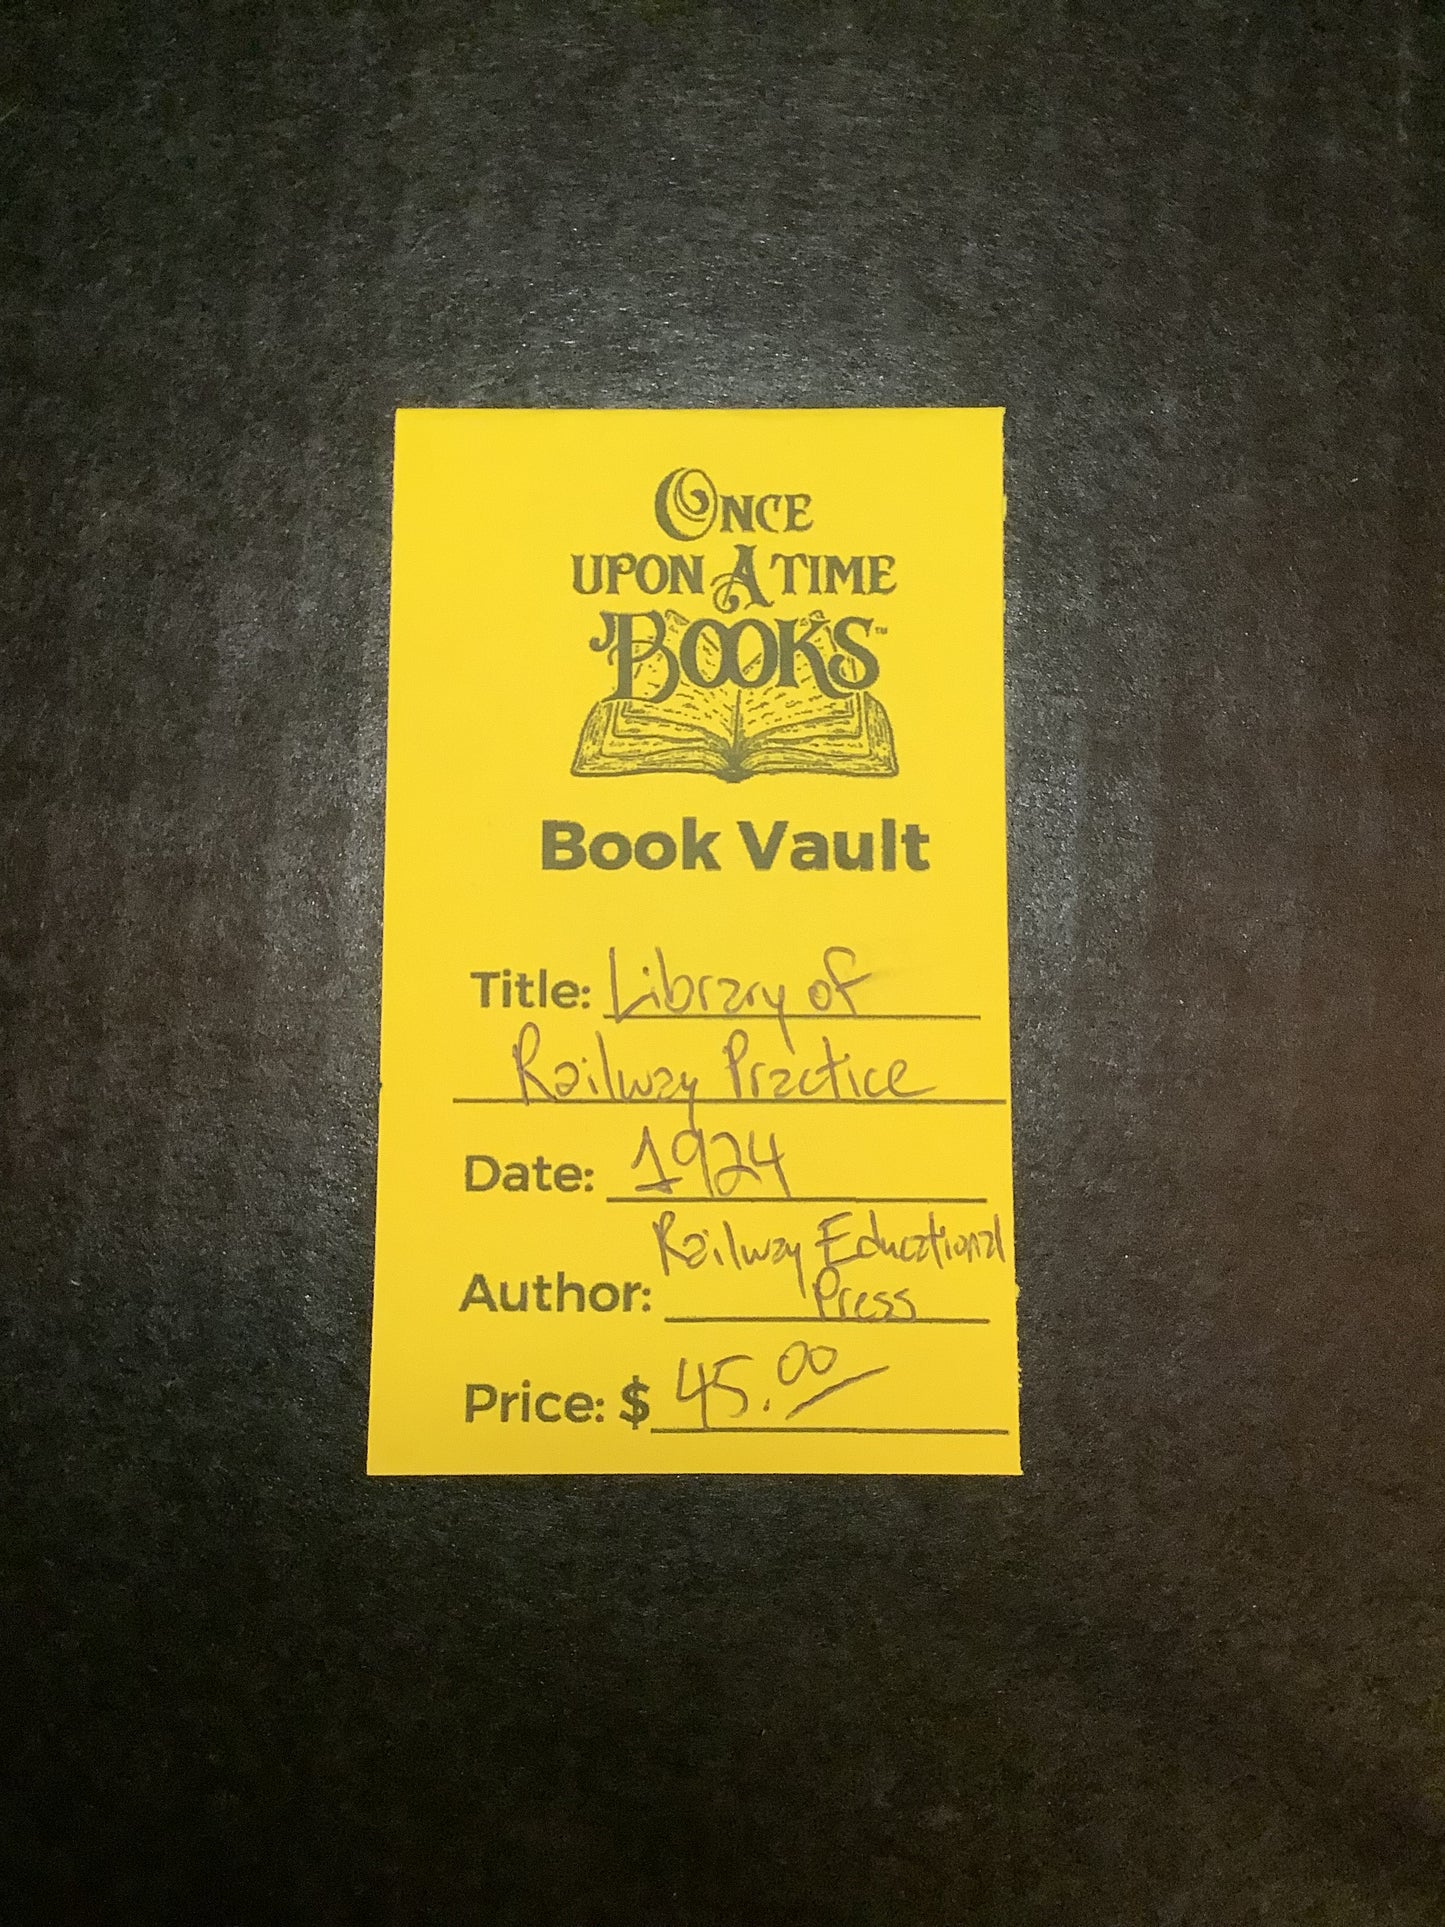 ONCE
UPON A TIME
BOOKS™
Book Vault
Title: Library of
Railway Practice
Date: 1924
Railway Educational
Author: Press
Price: $ 45.00